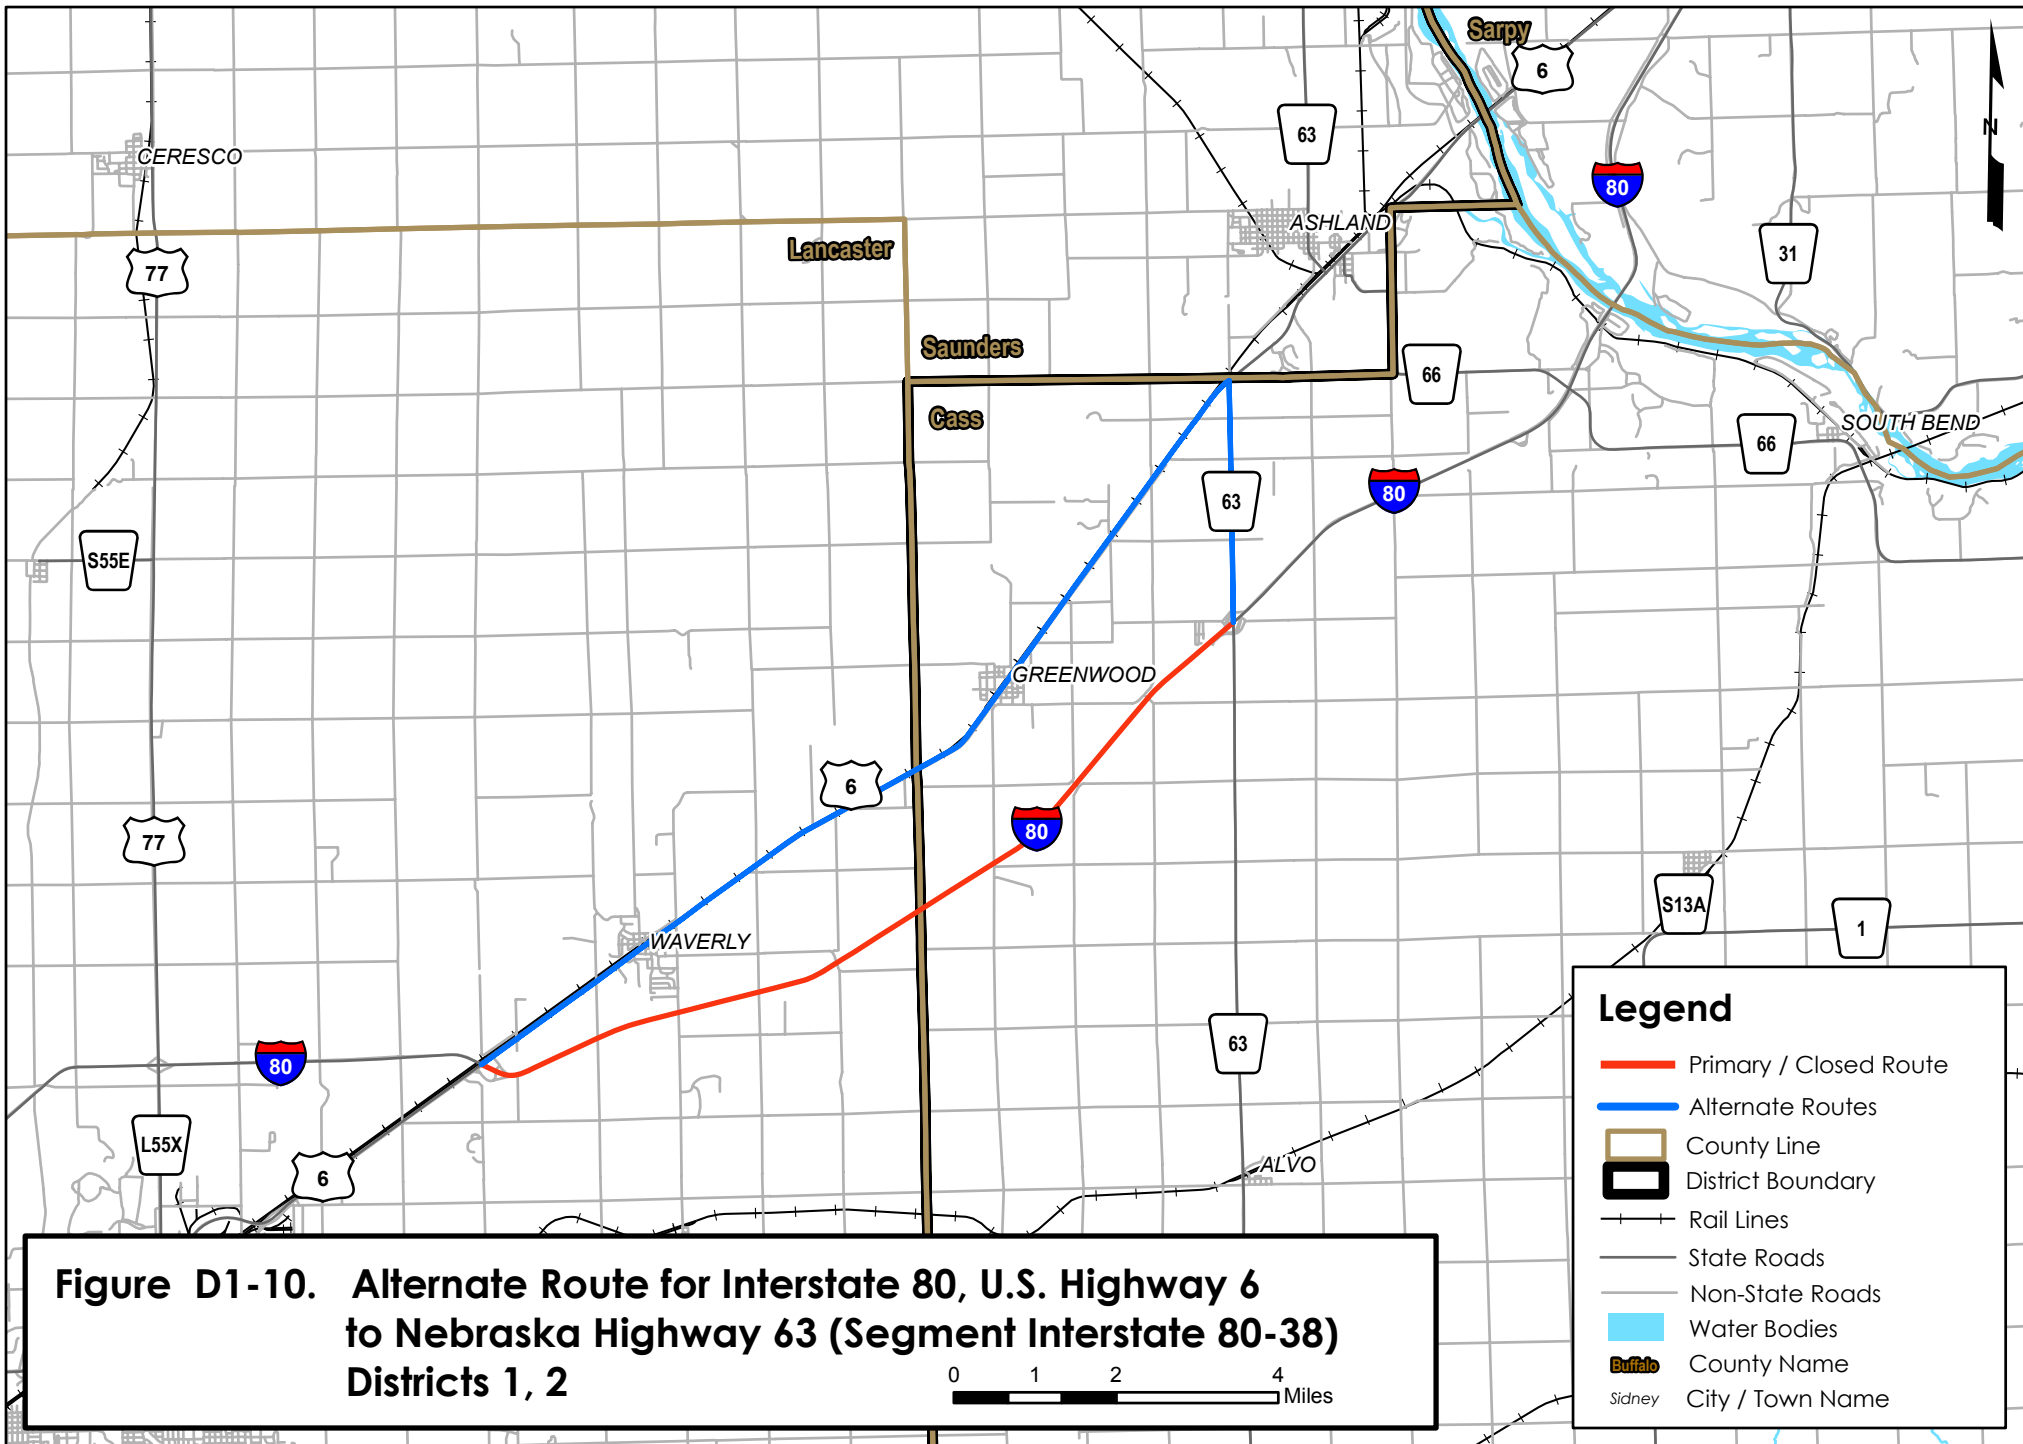 Sarpy
6
63
N
CERESCO
80
ASHLAND
Lancaster
31
77
Saunders
66
Cass
SOUTH BEND
66
80
63
S55E
GREENWOOD
6
80
77
S13A
1
WAVERLY
63
80
L55X
ALVO
6
Legend
Primary / Closed Route
Alternate Routes
County Line
District Boundary
Rail Lines
State Roads
Non-State Roads
Water Bodies
Buffalo County Name
Sidney City / Town Name
Figure D1-10. Alternate Route for Interstate 80, U.S. Highway 6
to Nebraska Highway 63 (Segment Interstate 80-38)
Districts 1, 2
0 1 2 4
Miles